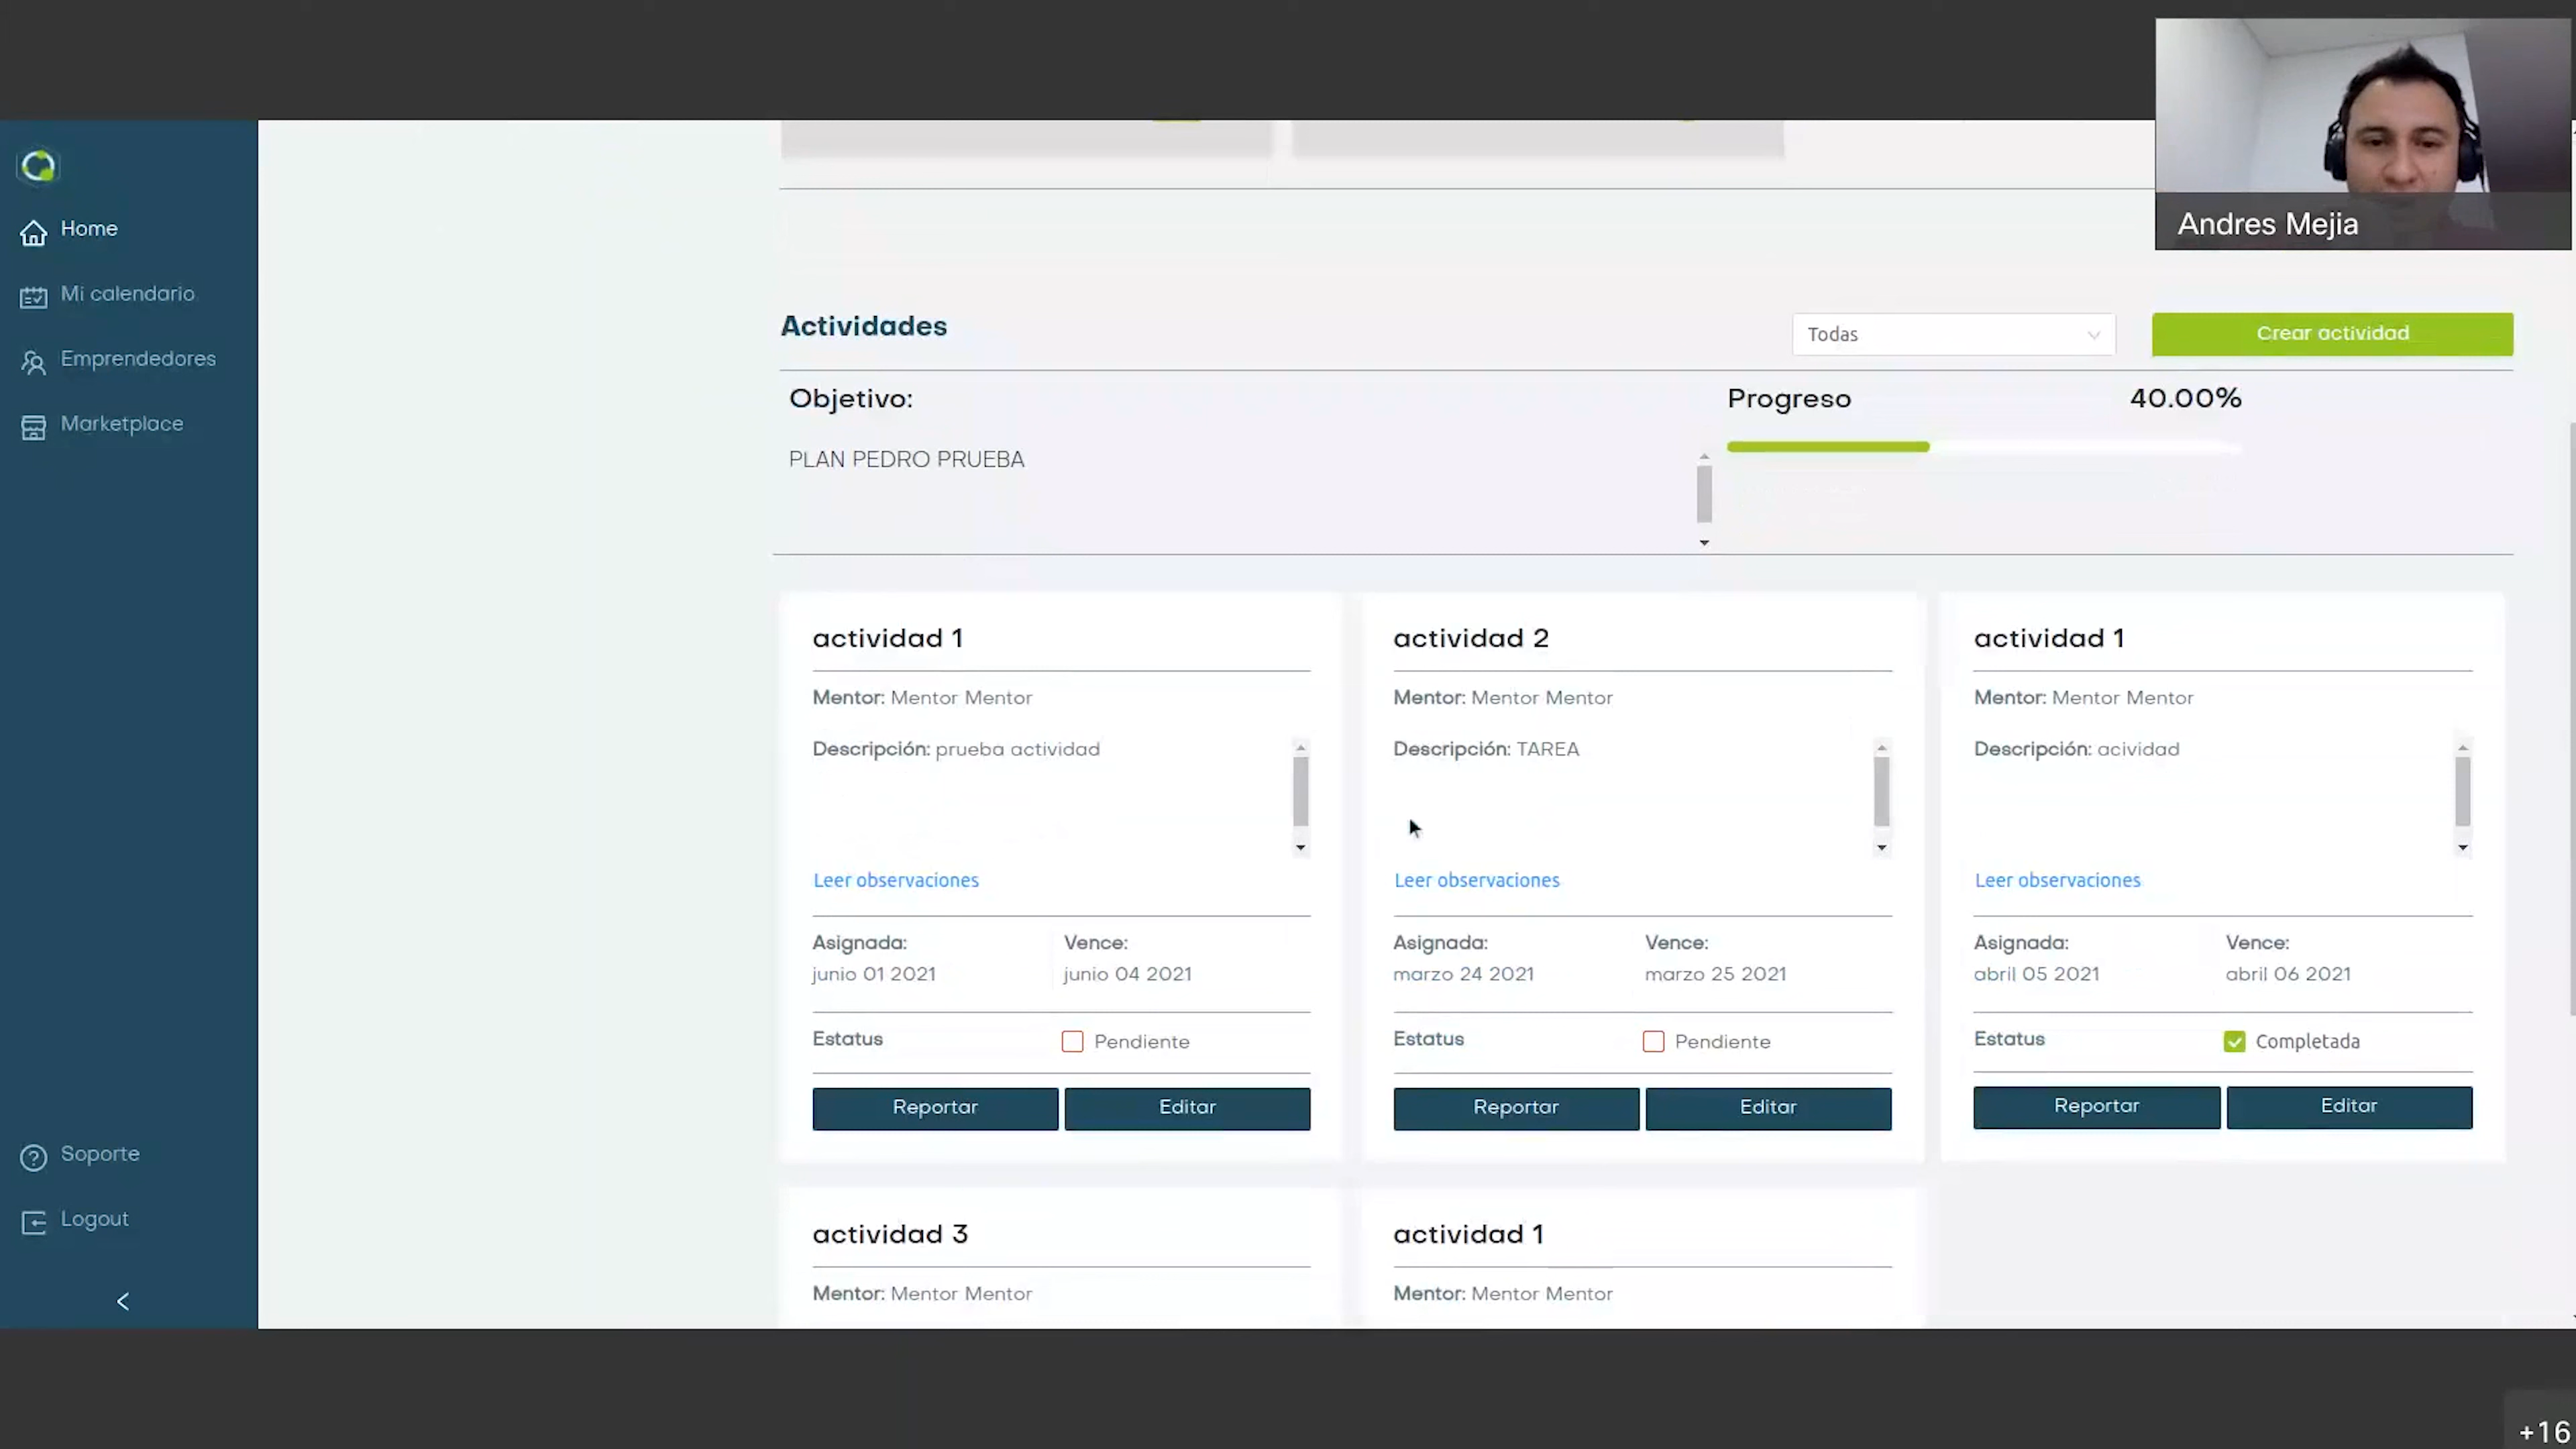 Andres Mejia
Home
Mi calendario
Emprendedores
Marketplace
Soporte
Logout
Actividades
Todas
Crear actividad
Objetivo:
PLAN PEDRO PRUEBA
Progreso 40.00%
actividad 1
Mentor: Mentor Mentor
Descripción: prueba actividad
Leer observaciones
Asignada: Vence:
junio 01 2021 junio 04 2021
Estatus Pendiente
Reportar Editar
actividad 2
Mentor: Mentor Mentor
Descripción: TAREA
Leer observaciones
Asignada: Vence:
marzo 24 2021 marzo 25 2021
Estatus Pendiente
Reportar Editar
actividad 1
Mentor: Mentor Mentor
Descripción: acividad
Leer observaciones
Asignada: Vence:
abril 05 2021 abril 06 2021
Estatus Completada
Reportar Editar
actividad 3
Mentor: Mentor Mentor
actividad 1
Mentor: Mentor Mentor
+16